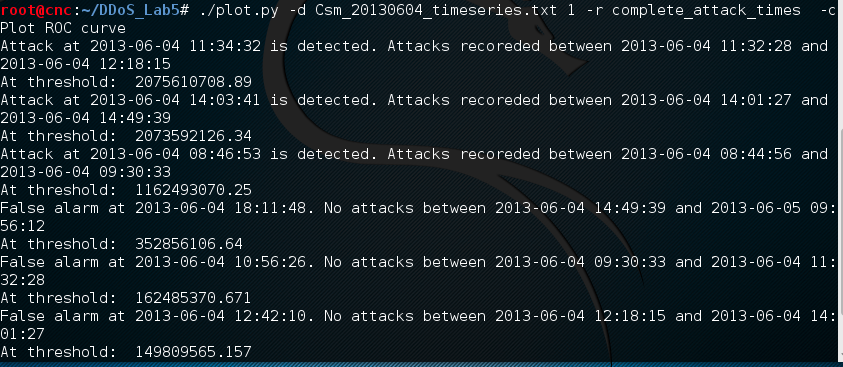 root@cnc:~/DDoS_Lab5# ./plot.py -d Csm_20130604_timeseries.txt 1 -r complete_attack_times  -c
Plot ROC curve
Attack at 2013-06-04 11:34:32 is detected. Attacks recoreded between 2013-06-04 11:32:28 and
2013-06-04 12:18:15
At threshold:  2075610708.89
Attack at 2013-06-04 14:03:41 is detected. Attacks recoreded between 2013-06-04 14:01:27 and
2013-06-04 14:49:39
At threshold:  2073592126.34
Attack at 2013-06-04 08:46:53 is detected. Attacks recoreded between 2013-06-04 08:44:56 and
2013-06-04 09:30:33
At threshold:  1162493070.25
False alarm at 2013-06-04 18:11:48. No attacks between 2013-06-04 14:49:39 and 2013-06-05 09:
56:12
At threshold:  352856106.64
False alarm at 2013-06-04 10:56:26. No attacks between 2013-06-04 09:30:33 and 2013-06-04 11:
32:28
At threshold:  162485370.671
False alarm at 2013-06-04 12:42:10. No attacks between 2013-06-04 12:18:15 and 2013-06-04 14:
01:27
At threshold:  149809565.157